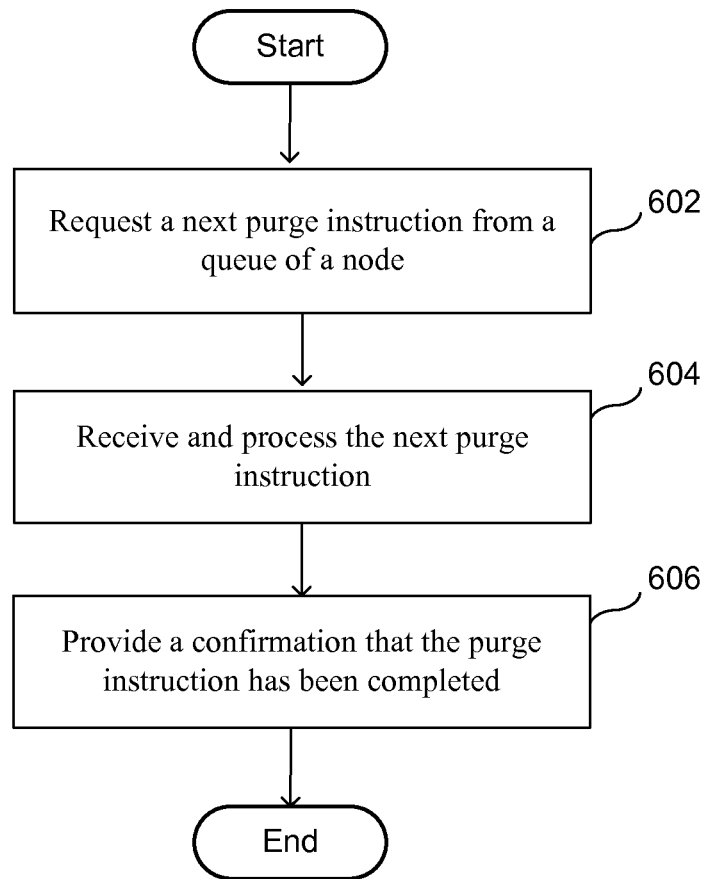 Start
Request a next purge instruction from a
queue of a node
602
Receive and process the next purge
instruction
604
Provide a confirmation that the purge
instruction has been completed
606
End